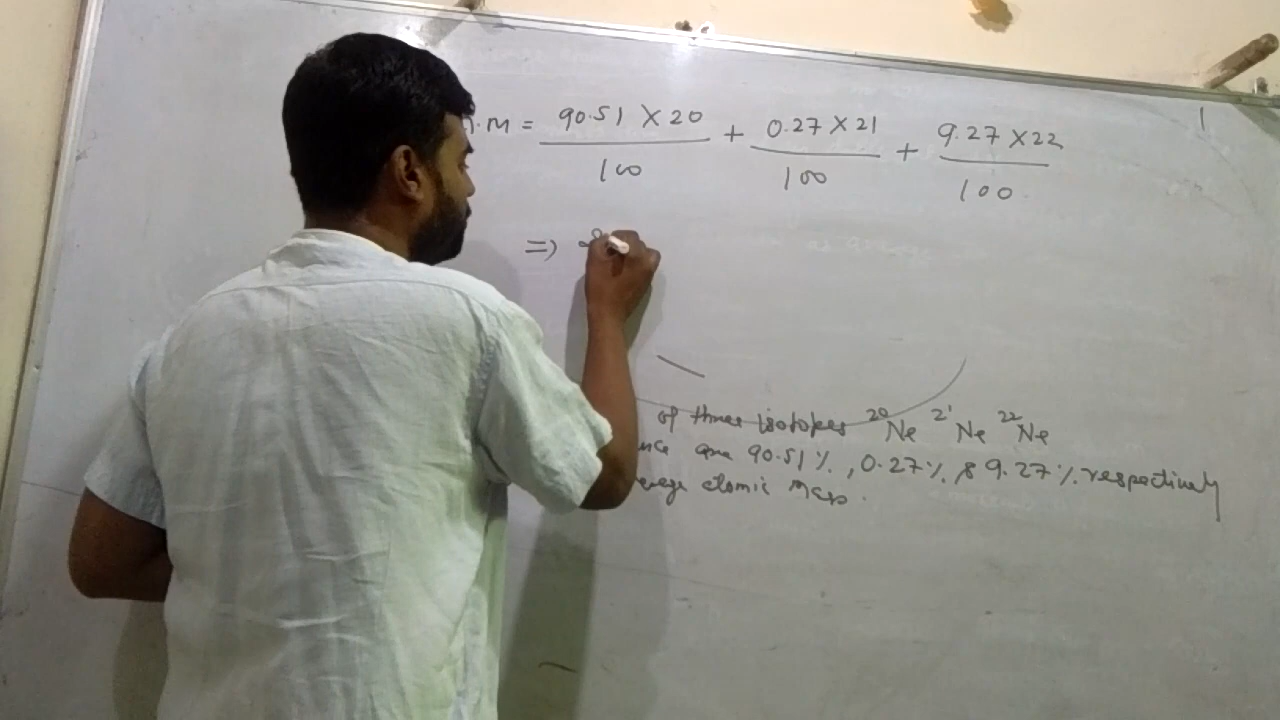 .M = 90.51 X 20 / 100 + 0.27 X 21 / 100 + 9.27 X 22 / 100
1
=>
of three isotopes ²⁰Ne ²¹Ne ²²Ne
are 90.51%, 0.27% & 9.27% respectively
atomic Mass.